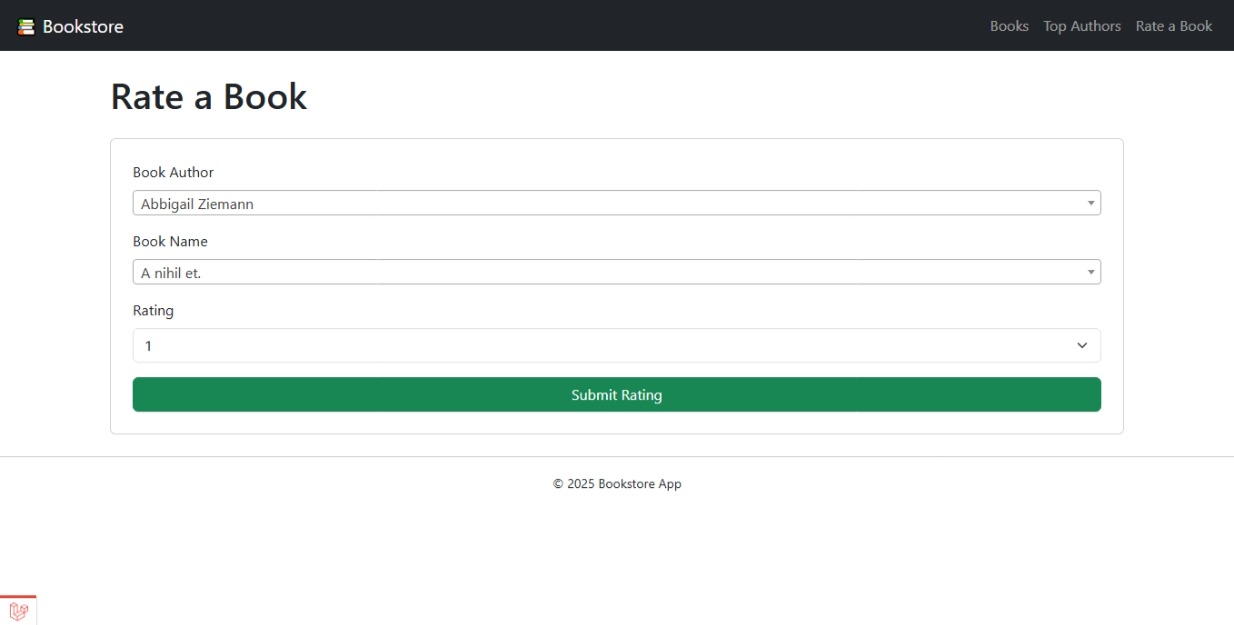 Bookstore
Books Top Authors Rate a Book
Rate a Book
Book Author
Abbigail Ziemann
Book Name
A nihil et.
Rating
1
Submit Rating
© 2025 Bookstore App